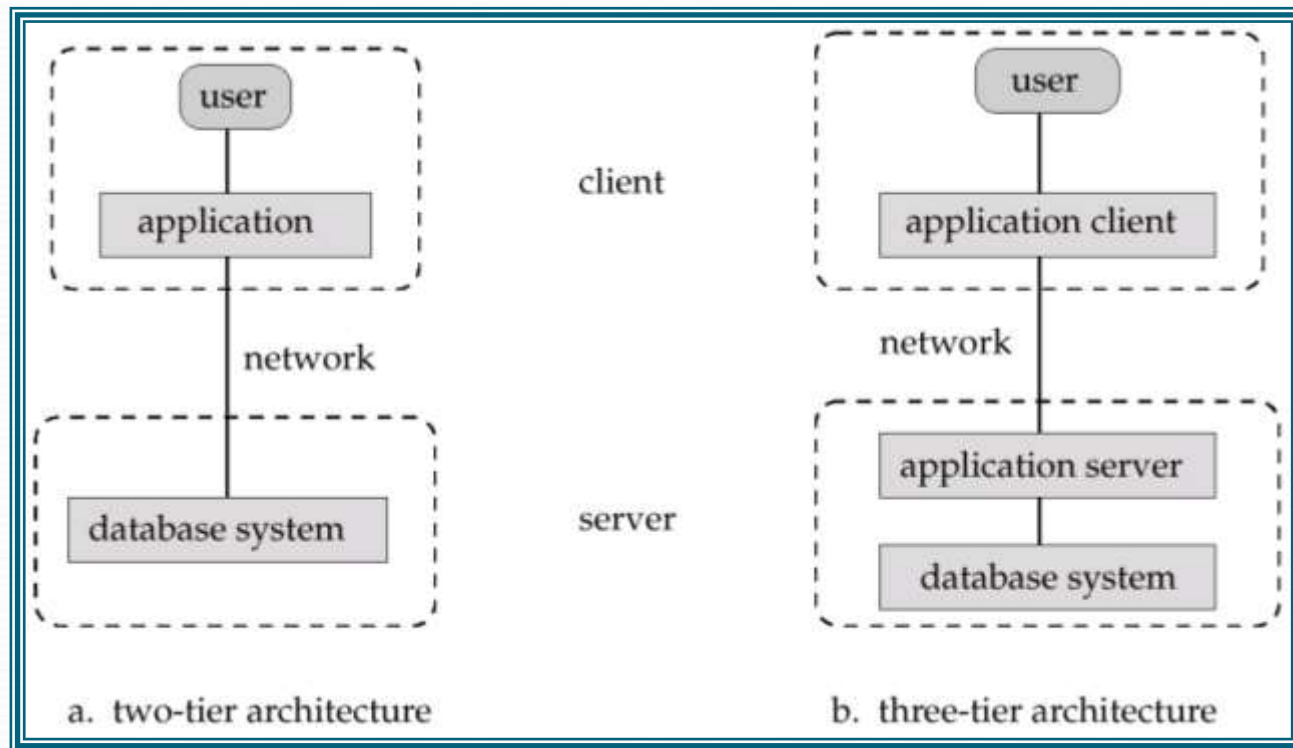 user
application
network
database system
a. two-tier architecture
client
server
user
application client
network
application server
database system
b. three-tier architecture